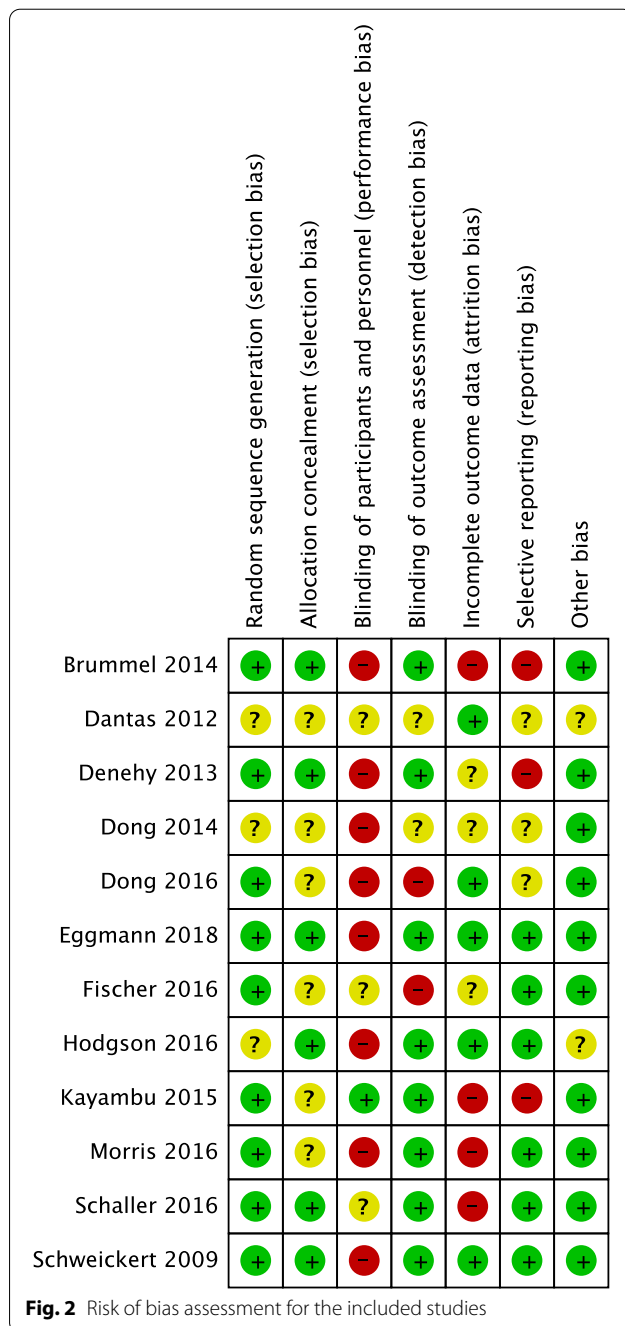 Random sequence generation (selection bias)
Allocation concealment (selection bias)
Blinding of participants and personnel (performance bias)
Blinding of outcome assessment (detection bias)
Incomplete outcome data (attrition bias)
Selective reporting (reporting bias)
Other bias
Brummel 2014 + + − + − − +
Dantas 2012 ? ? ? ? + ? ?
Denehy 2013 + + − + ? − +
Dong 2014 ? ? − ? ? ? +
Dong 2016 + ? − − + ? +
Eggmann 2018 + + − + + + +
Fischer 2016 + ? ? − ? + +
Hodgson 2016 ? + − + + + ?
Kayambu 2015 + ? + + − − +
Morris 2016 + ? − + − + +
Schaller 2016 + + ? + − + +
Schweickert 2009 + + − + + + +
Fig. 2 Risk of bias assessment for the included studies